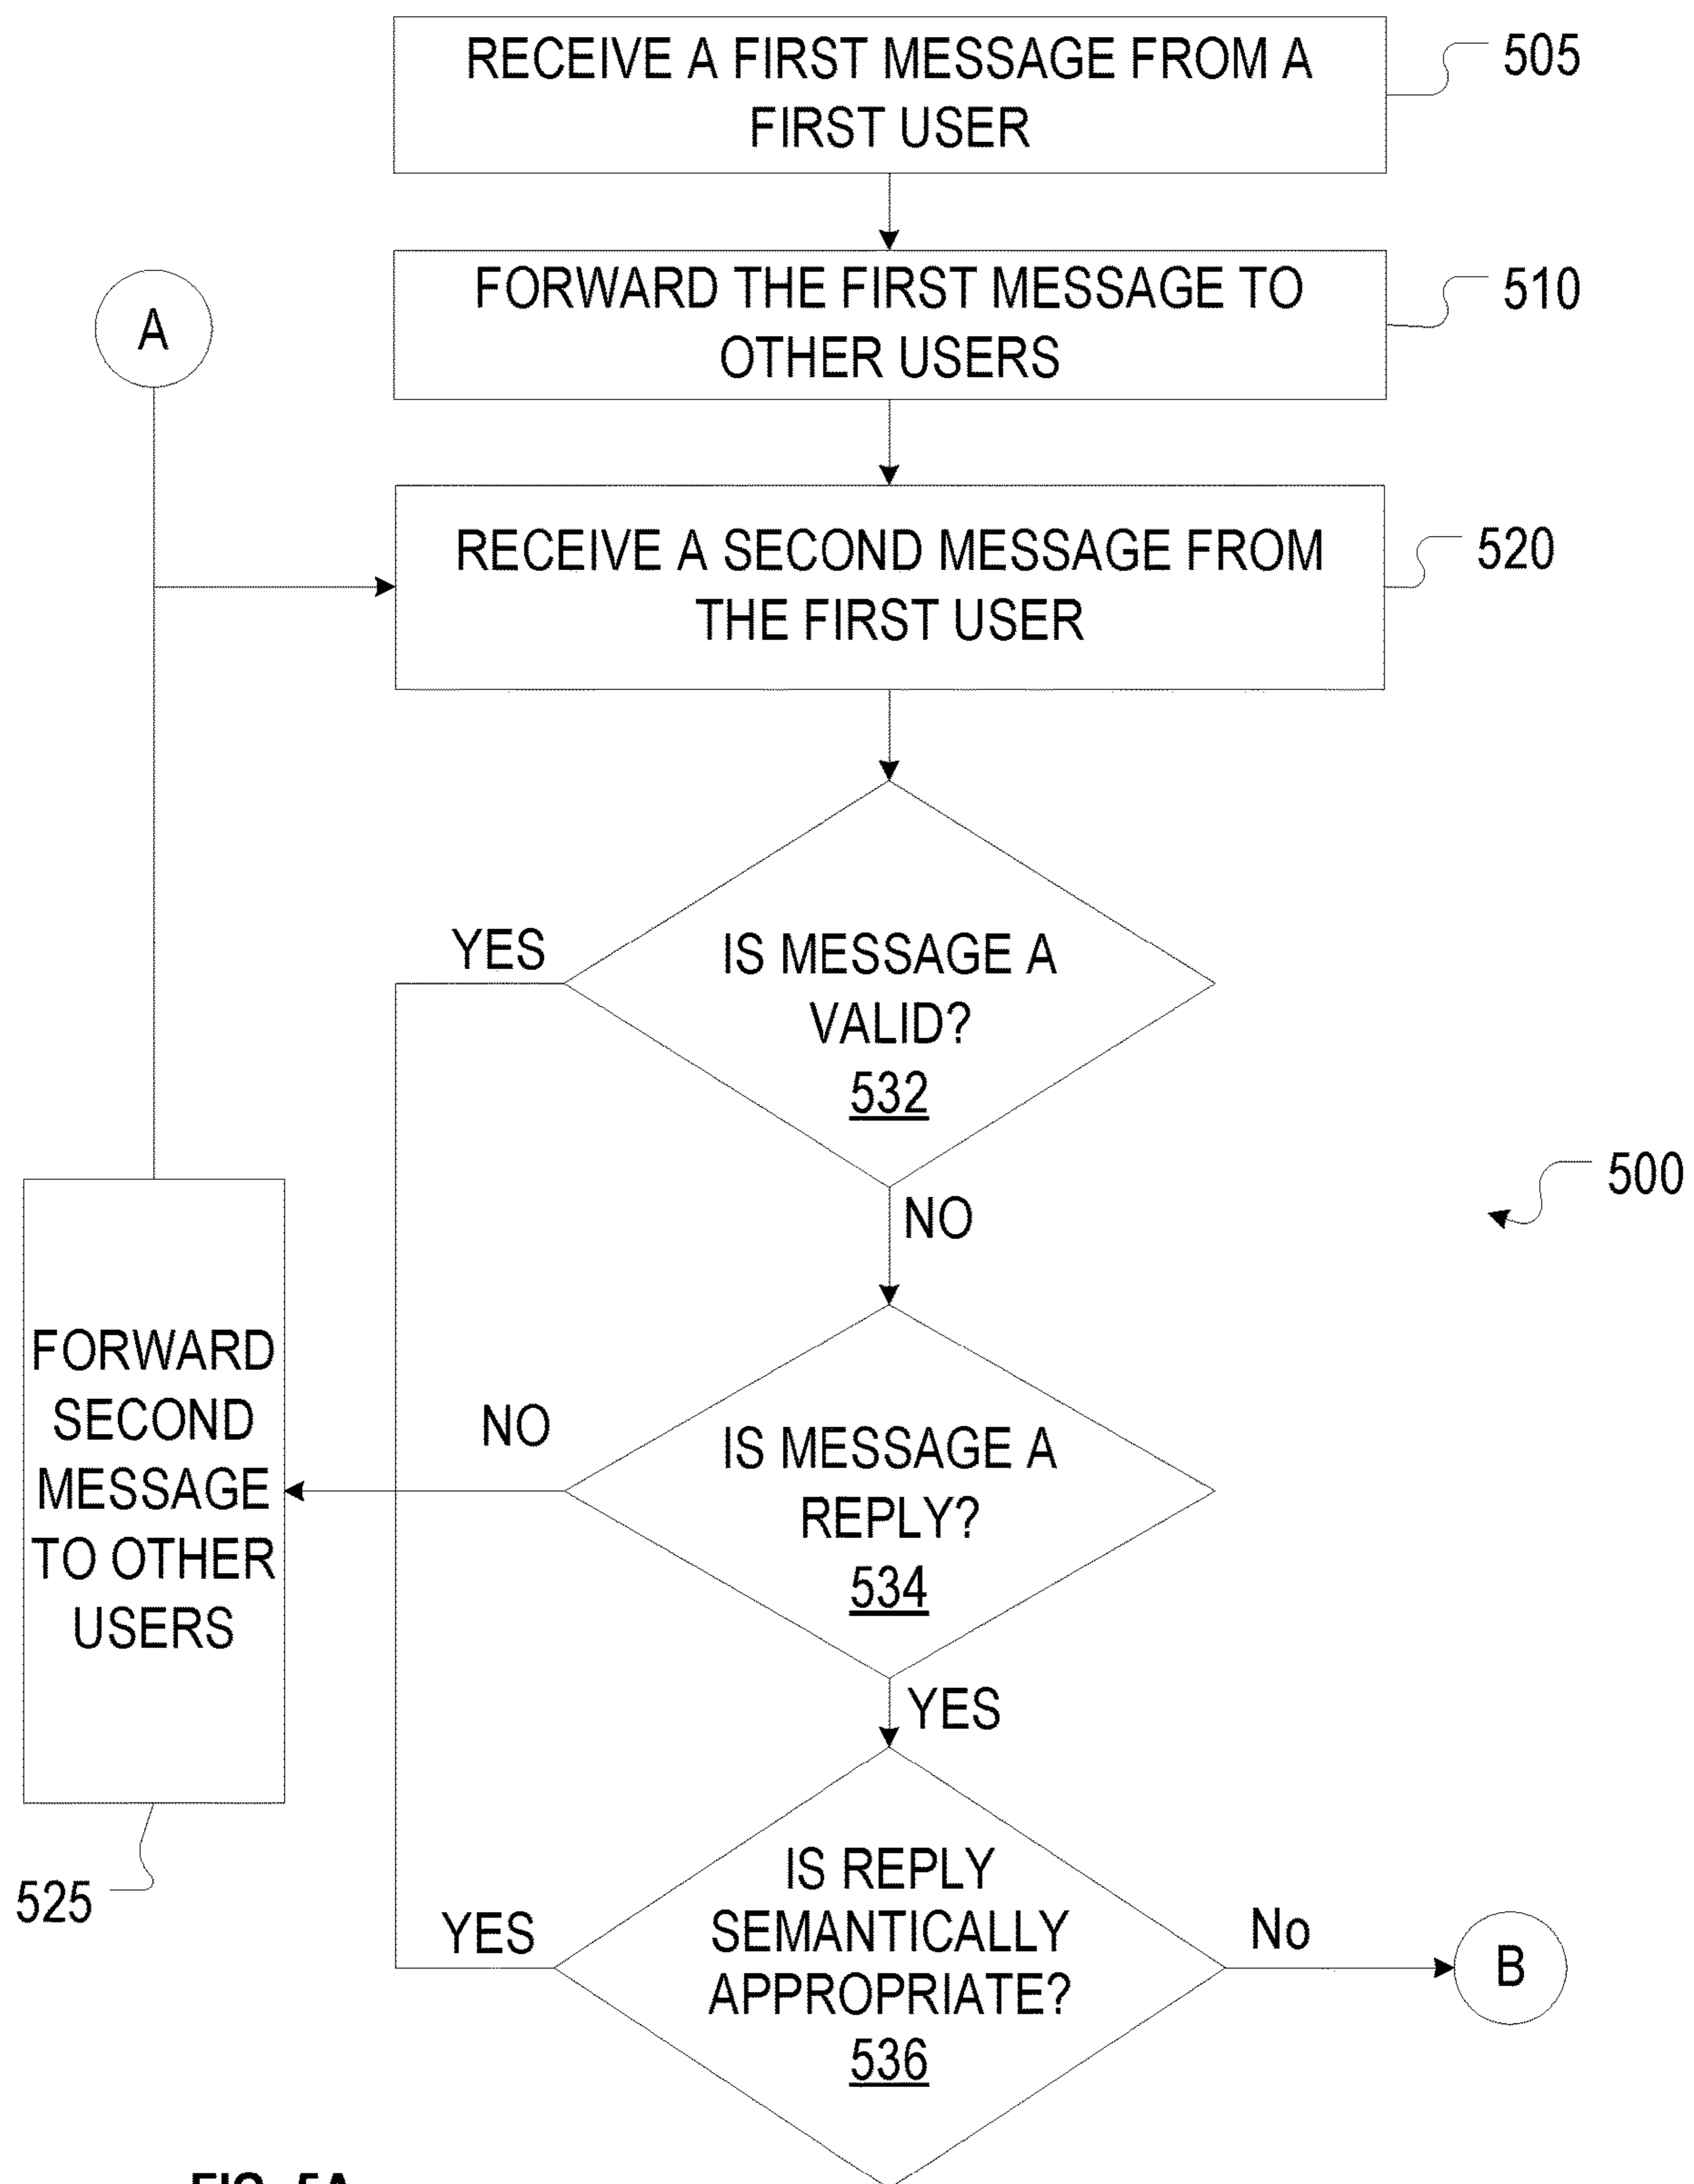 RECEIVE A FIRST MESSAGE FROM A
FIRST USER
505
FORWARD THE FIRST MESSAGE TO
OTHER USERS
510
A
RECEIVE A SECOND MESSAGE FROM
THE FIRST USER
520
YES
IS MESSAGE A
VALID?
532
NO
500
FORWARD
SECOND
MESSAGE
TO OTHER
USERS
525
NO
IS MESSAGE A
REPLY?
534
YES
YES
IS REPLY
SEMANTICALLY
APPROPRIATE?
536
No
B
FIG. 5A